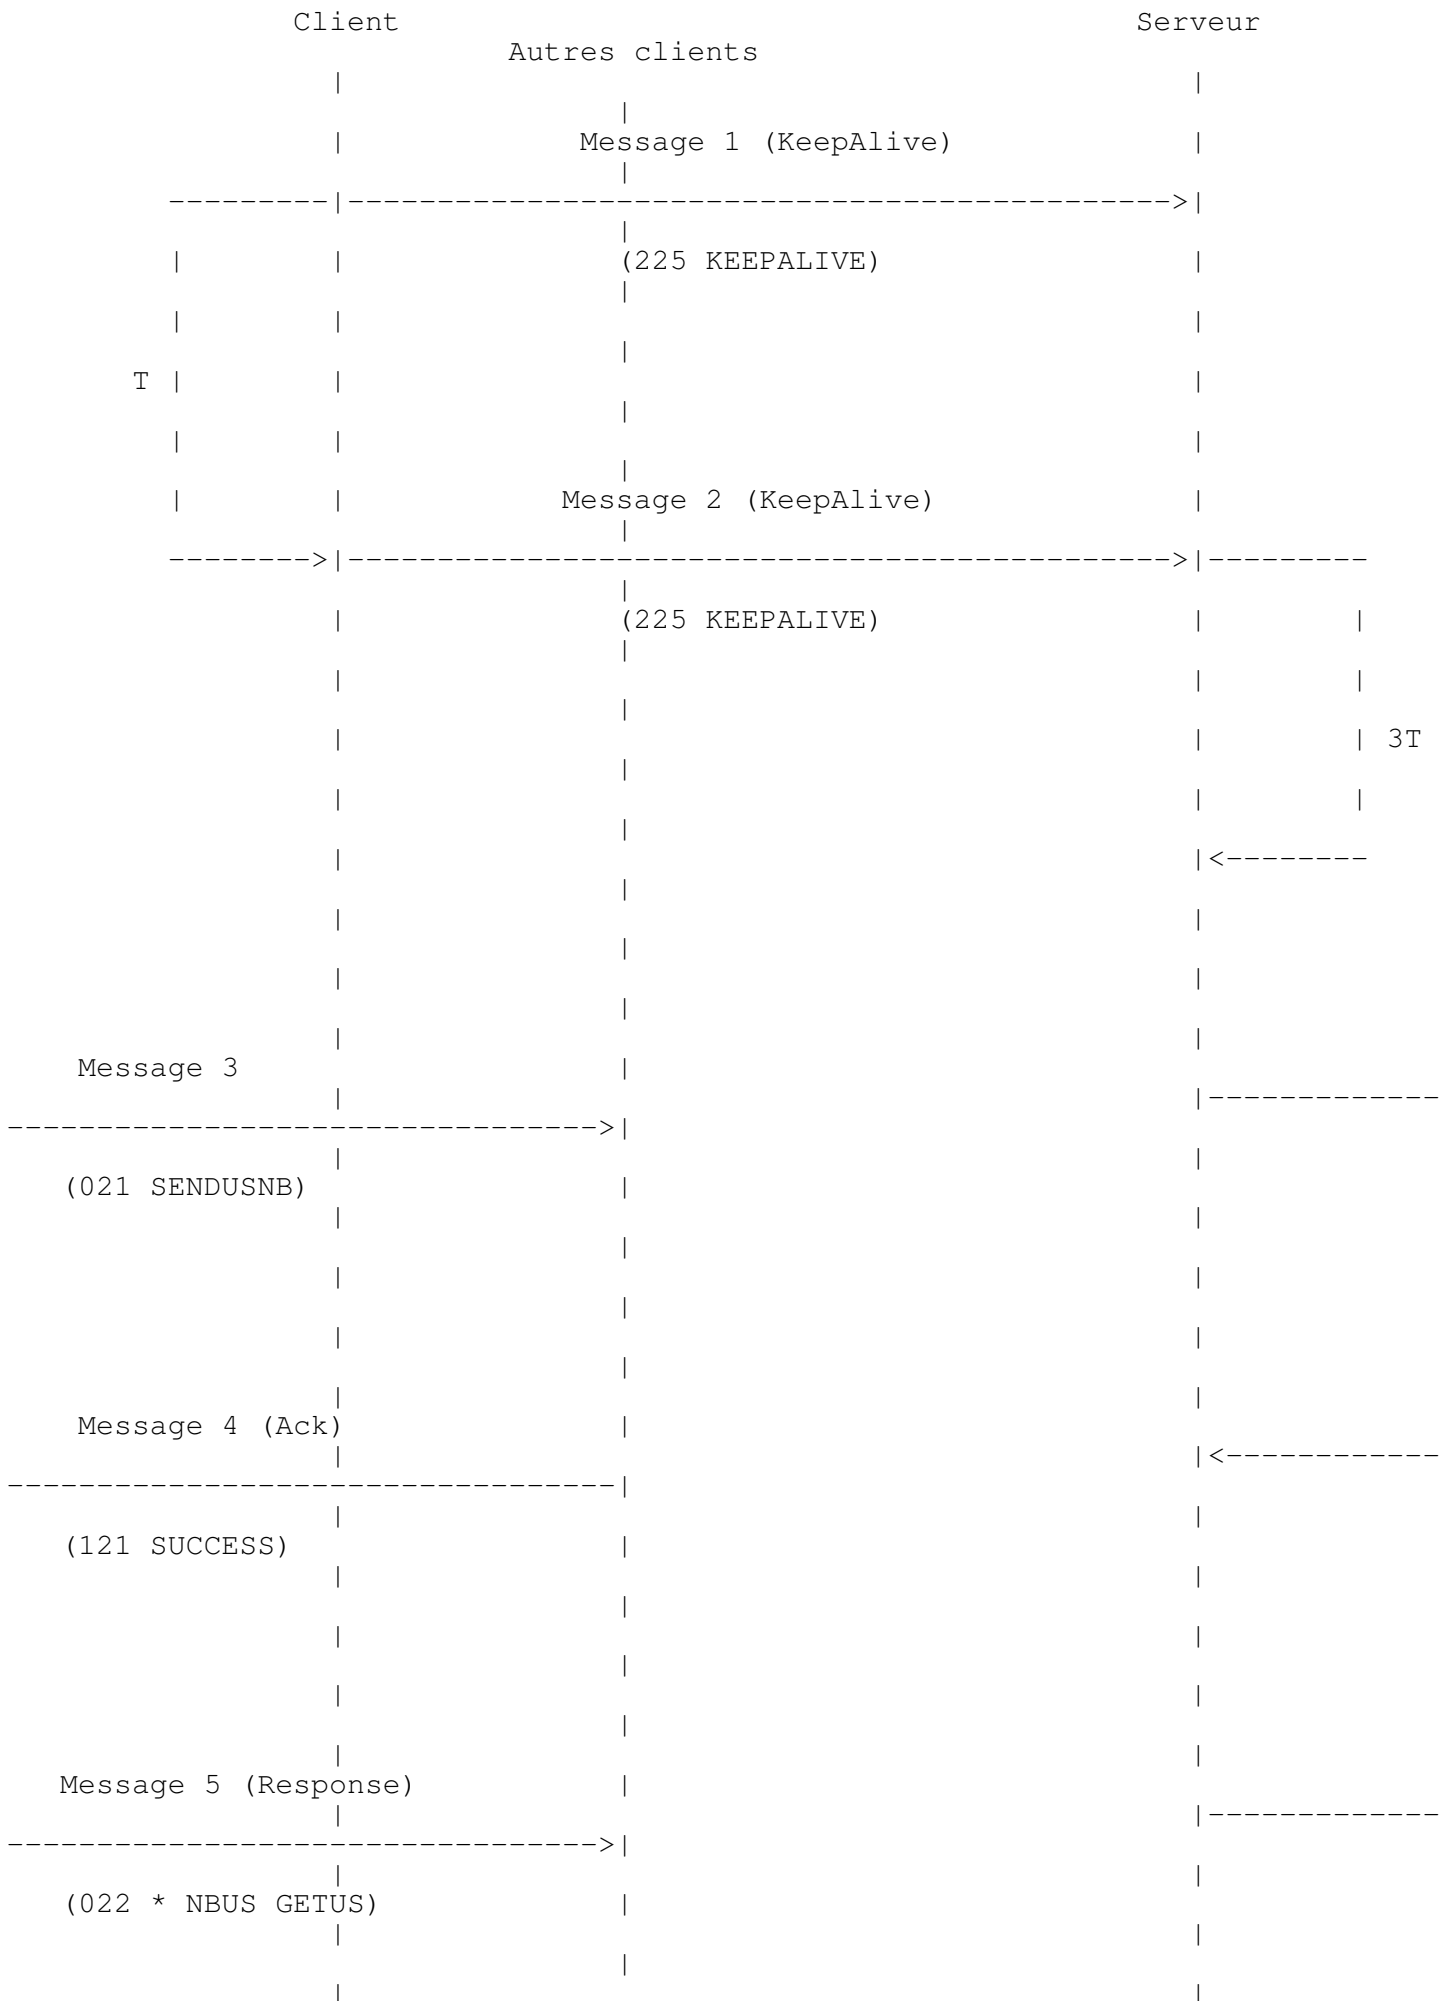 Client Serveur
Autres clients
Message 1 (KeepAlive)
(225 KEEPALIVE)
T
Message 2 (KeepAlive)
(225 KEEPALIVE)
3T
Message 3
(021 SENDUSNB)
Message 4 (Ack)
(121 SUCCESS)
Message 5 (Response)
(022 * NBUS GETUS)